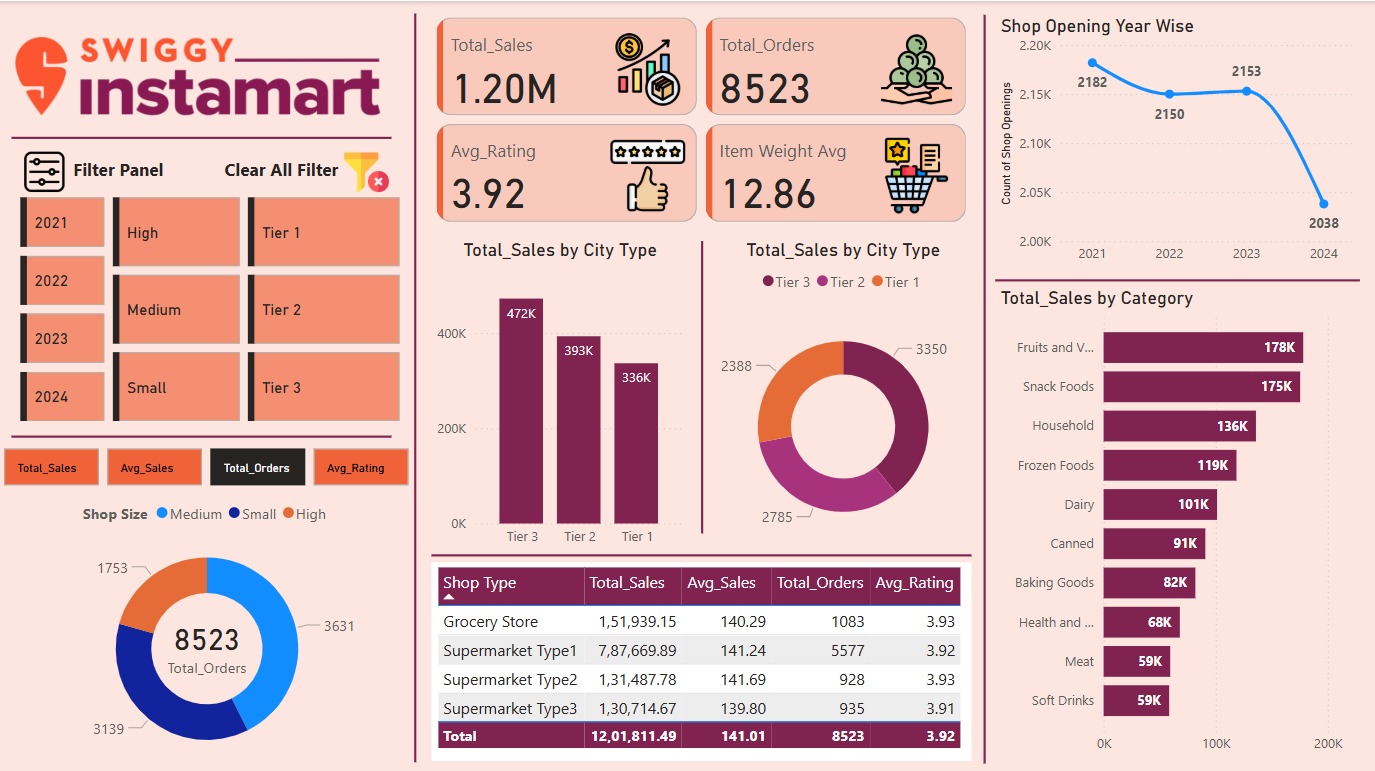 SWIGGY
instamart
Filter Panel
Clear All Filter
2021
2022
2023
2024
High
Medium
Small
Tier 1
Tier 2
Tier 3
Total_Sales
Avg_Sales
Total_Orders
Avg_Rating
Shop Size Medium Small High
1753
3631
8523
Total_Orders
3139
Total_Sales
1.20M
Total_Orders
8523
Avg_Rating
3.92
Item Weight Avg
12.86
Total_Sales by City Type
472K
400K
393K
336K
200K
0K
Tier 3 Tier 2 Tier 1
Total_Sales by City Type
Tier 3 Tier 2 Tier 1
3350
2388
2785
Shop Type Total_Sales Avg_Sales Total_Orders Avg_Rating
Grocery Store 1,51,939.15 140.29 1083 3.93
Supermarket Type1 7,87,669.89 141.24 5577 3.92
Supermarket Type2 1,31,487.78 141.69 928 3.93
Supermarket Type3 1,30,714.67 139.80 935 3.91
Total 12,01,811.49 141.01 8523 3.92
Shop Opening Year Wise
Count of Shop Openings
2.20K
2.15K
2.10K
2.05K
2.00K
2182
2150
2153
2038
2021 2022 2023 2024
Total_Sales by Category
Fruits and V... 178K
Snack Foods 175K
Household 136K
Frozen Foods 119K
Dairy 101K
Canned 91K
Baking Goods 82K
Health and ... 68K
Meat 59K
Soft Drinks 59K
0K 100K 200K